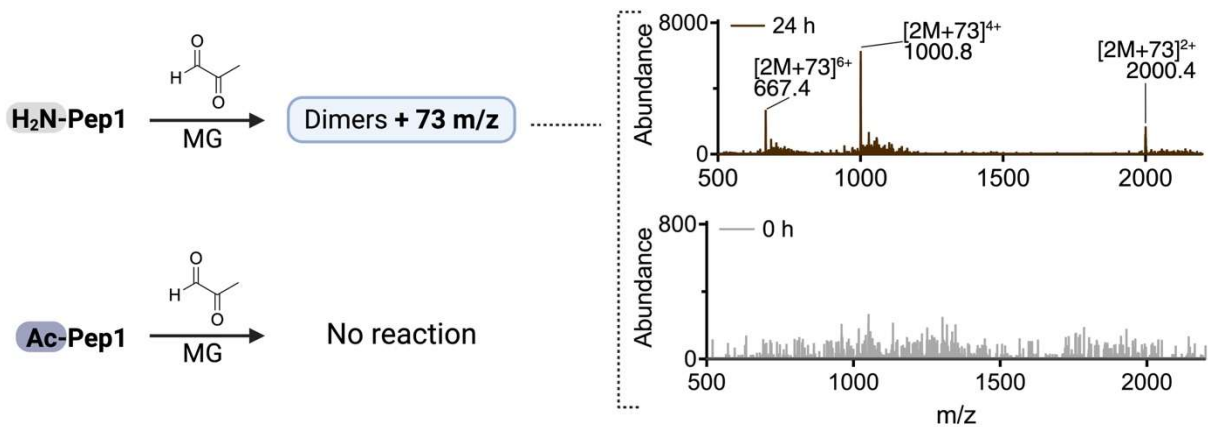 H₂N-Pep1
H
O
O
MG
Dimers + 73 m/z
Ac-Pep1
H
O
O
MG
No reaction
Abundance
8000
0
24 h
[2M+73]⁶⁺
667.4
[2M+73]⁴⁺
1000.8
[2M+73]²⁺
2000.4
500
1000
1500
2000
Abundance
800
0
0 h
500
1000
1500
2000
m/z